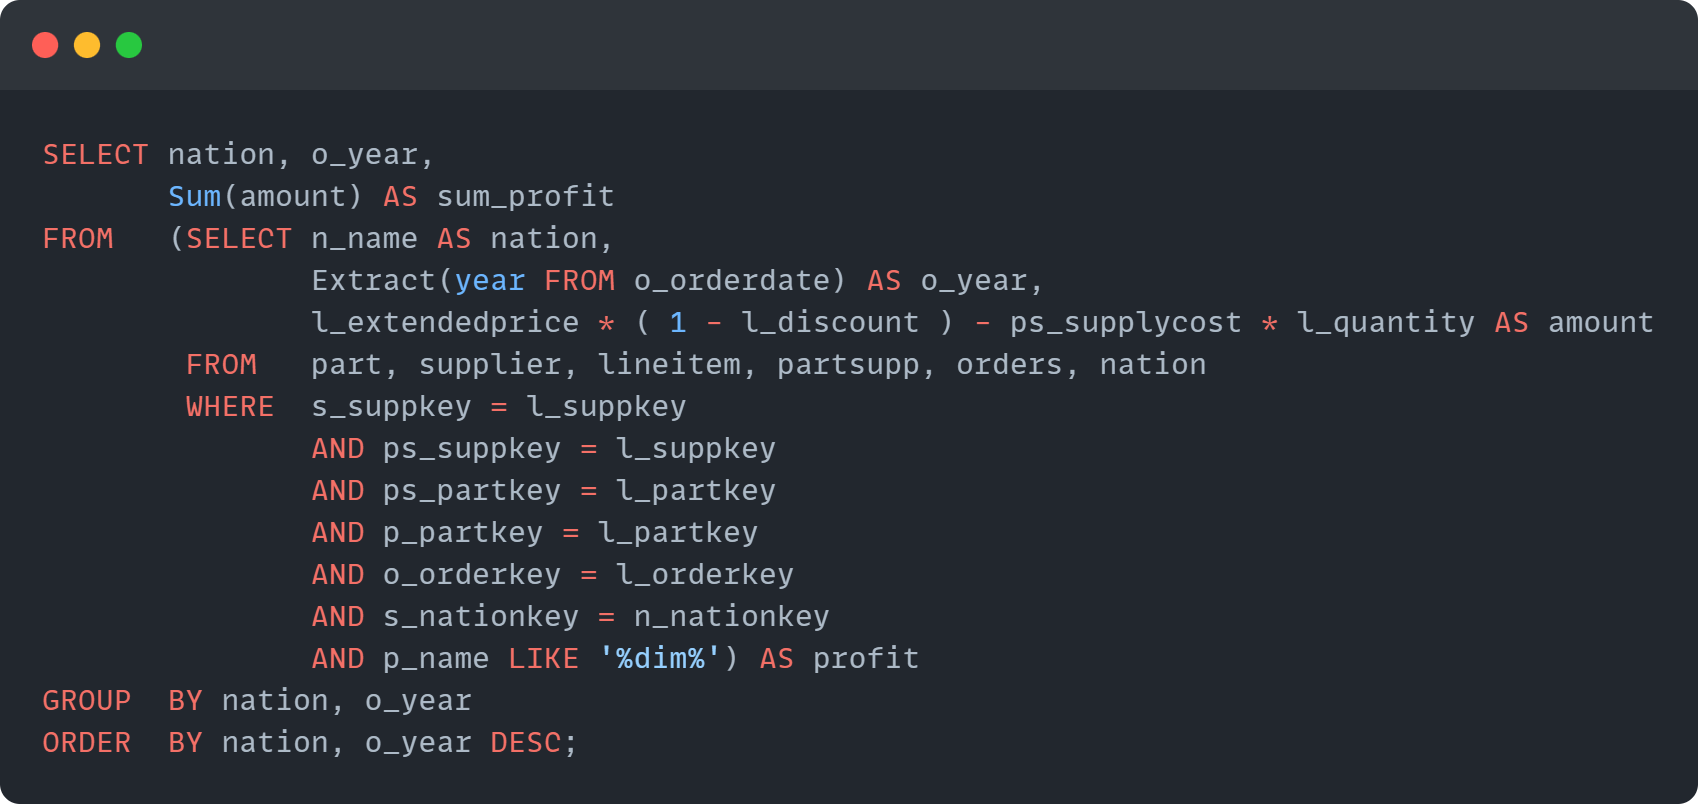 SELECT nation, o_year,
       Sum(amount) AS sum_profit
FROM   (SELECT n_name AS nation,
               Extract(year FROM o_orderdate) AS o_year,
               l_extendedprice * ( 1 - l_discount ) - ps_supplycost * l_quantity AS amount
        FROM   part, supplier, lineitem, partsupp, orders, nation
        WHERE  s_suppkey = l_suppkey
               AND ps_suppkey = l_suppkey
               AND ps_partkey = l_partkey
               AND p_partkey = l_partkey
               AND o_orderkey = l_orderkey
               AND s_nationkey = n_nationkey
               AND p_name LIKE '%dim%') AS profit
GROUP  BY nation, o_year
ORDER  BY nation, o_year DESC;